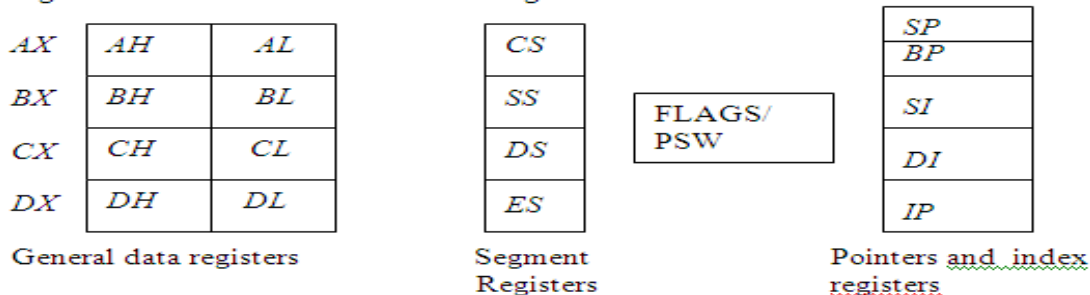 AX AH AL
BX BH BL
CX CH CL
DX DH DL
General data registers
CS
SS
DS
ES
Segment
Registers
FLAGS/
PSW
SP
BP
SI
DI
IP
Pointers and index
registers